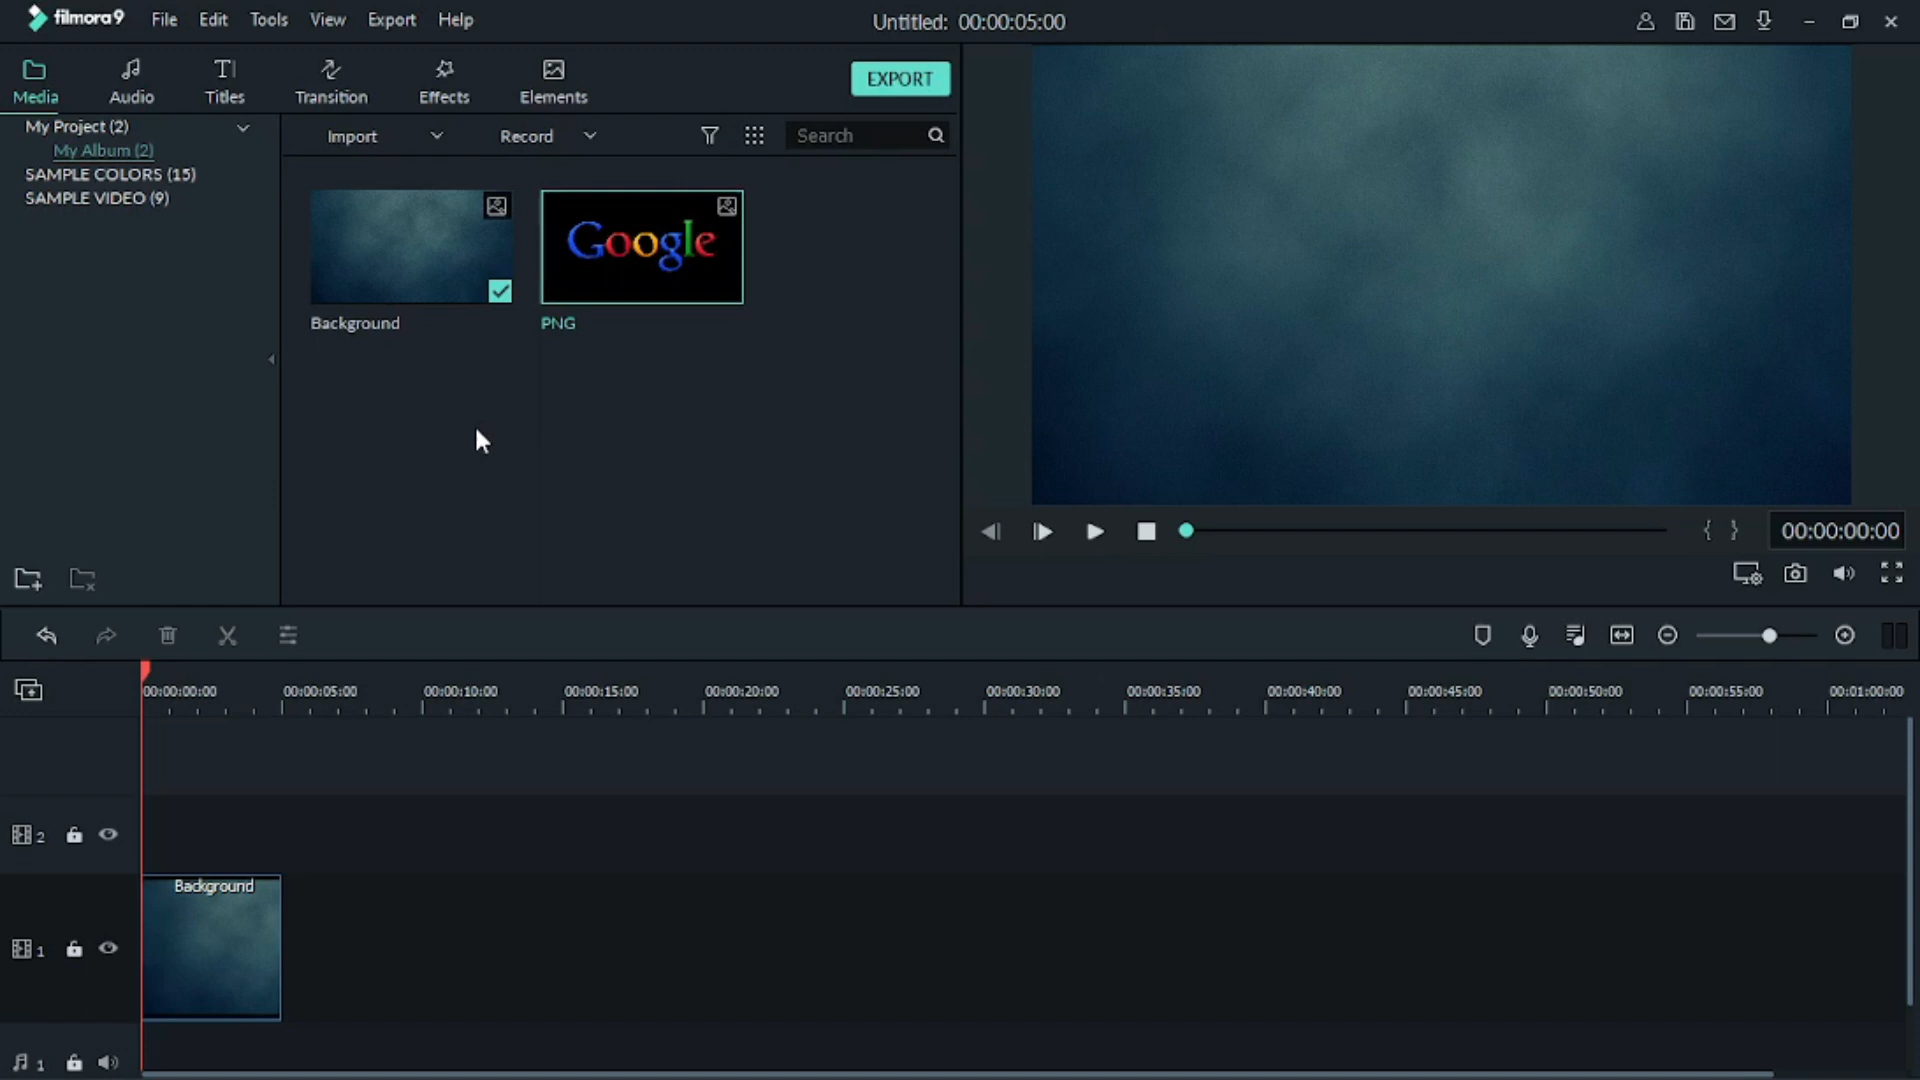 filmora9 File Edit Tools View Export Help Untitled: 00:00:05:00
Media Audio Titles Transition Effects Elements EXPORT
My Project (2)
My Album (2)
SAMPLE COLORS (15)
SAMPLE VIDEO (9)
Import Record Search
Google
Background PNG
{ } 00:00:00:00
00:00:00:00 00:00:05:00 00:00:10:00 00:00:15:00 00:00:20:00 00:00:25:00 00:00:30:00 00:00:35:00 00:00:40:00 00:00:45:00 00:00:50:00 00:00:55:00 00:01:00:00
2
Background
1
1